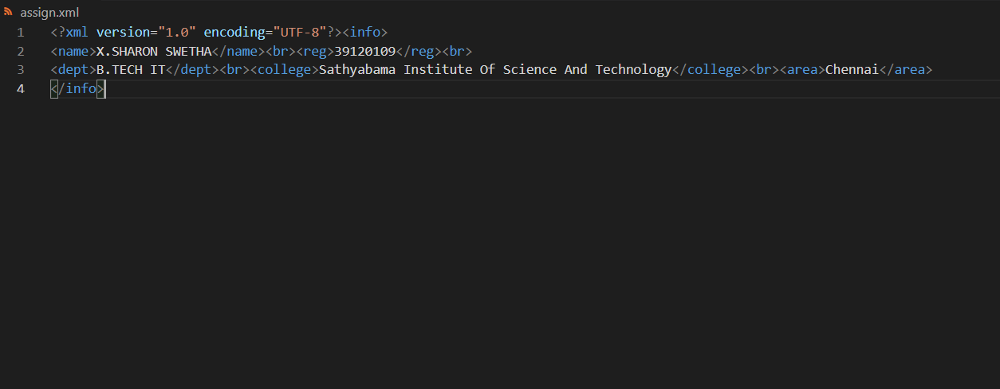 assign.xml
1 <?xml version="1.0" encoding="UTF-8"?><info>
2 <name>X.SHARON SWETHA</name><br><reg>39120109</reg><br>
3 <dept>B.TECH IT</dept><br><college>Sathyabama Institute Of Science And Technology</college><br><area>Chennai</area>
4 </info>